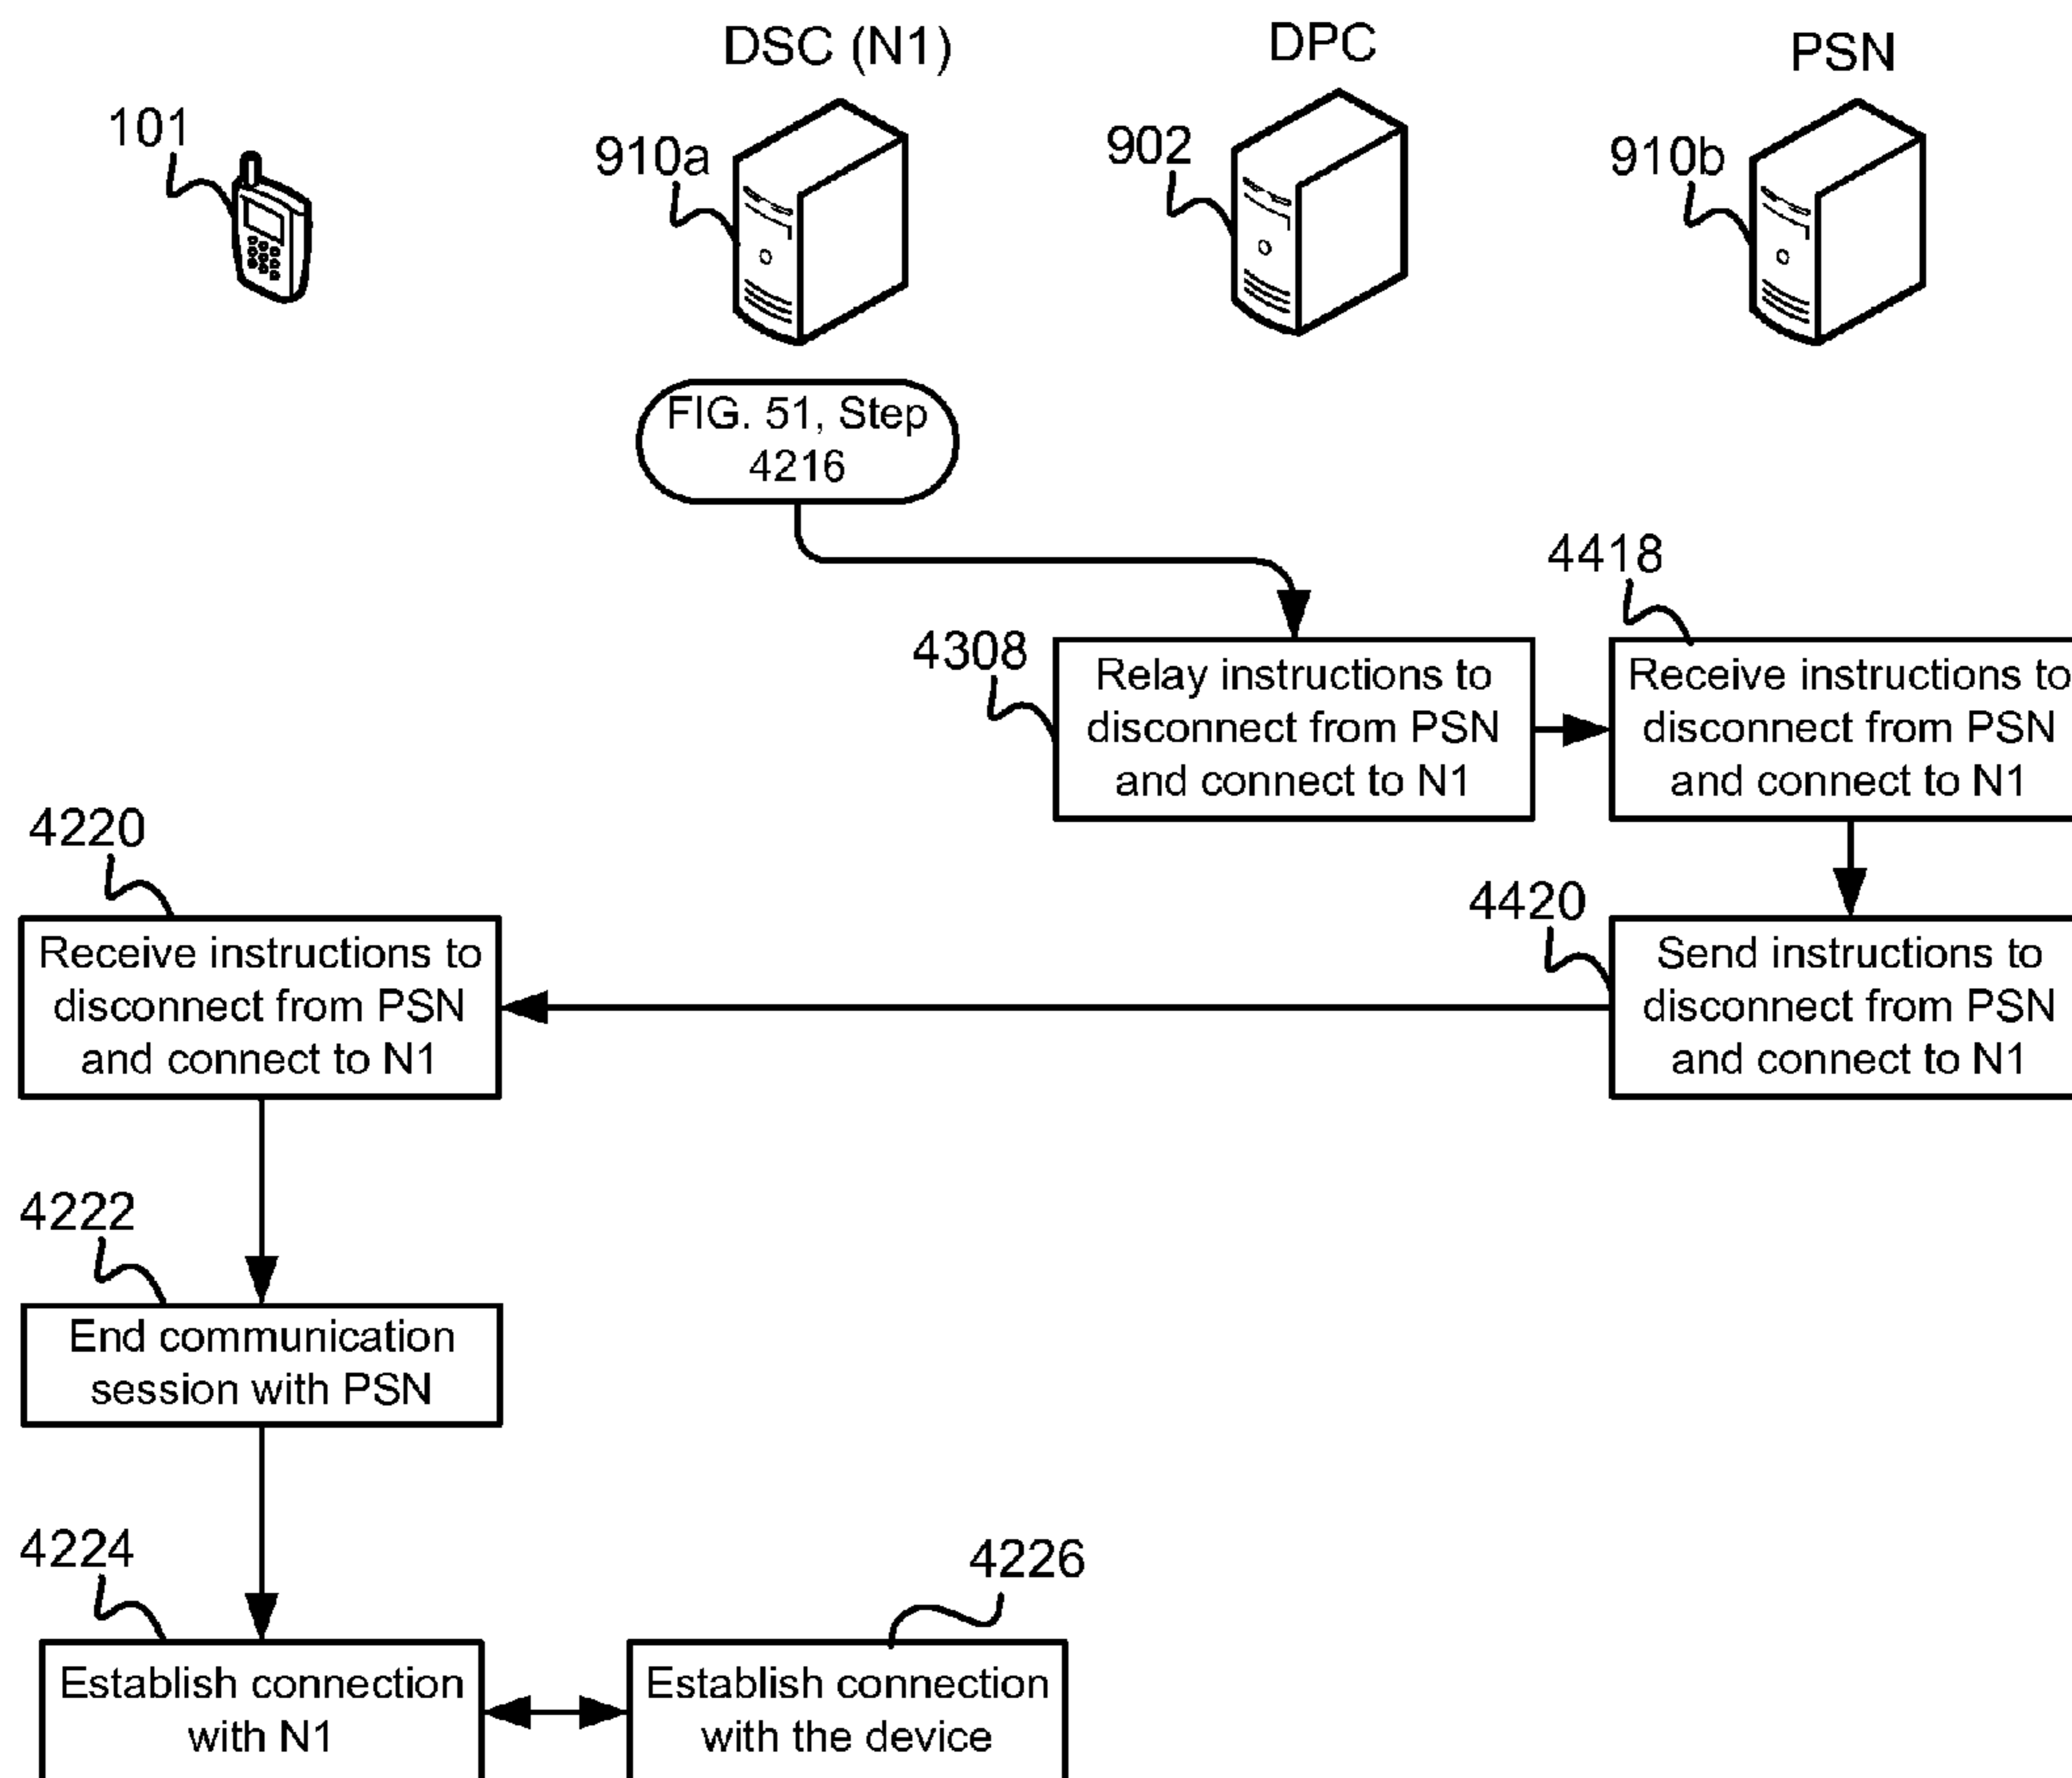 DSC (N1)
DPC
PSN
101
910a
902
910b
FIG. 51, Step
4216
4418
4308
Relay instructions to
disconnect from PSN
and connect to N1
Receive instructions to
disconnect from PSN
and connect to N1
4220
4420
Receive instructions to
disconnect from PSN
and connect to N1
Send instructions to
disconnect from PSN
and connect to N1
4222
End communication
session with PSN
4224
4226
Establish connection
with N1
Establish connection
with the device